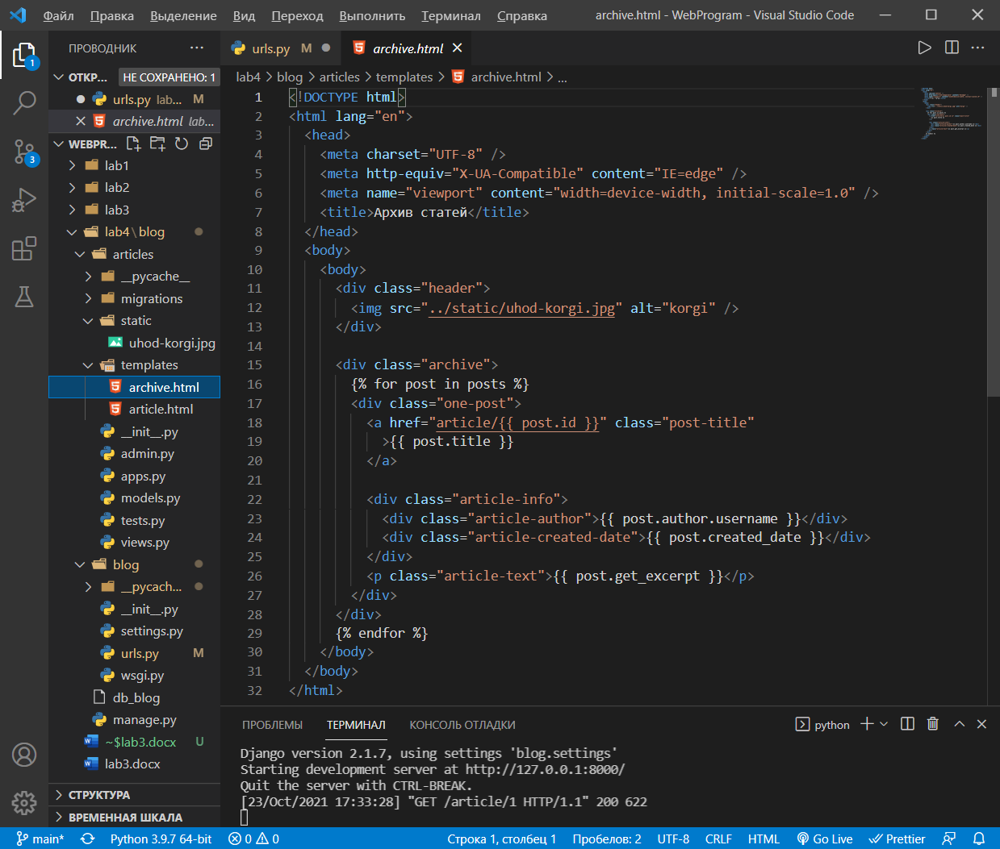 Файл Правка Выделение Вид Переход Выполнить Терминал Справка archive.html - WebProgram - Visual Studio Code
ПРОВОДНИК ···
ОТКР... НЕ СОХРАНЕНО: 1
urls.py lab... M
archive.html lab...
WEBPR...
lab1
lab2
lab3
lab4\blog
articles
__pycache__
migrations
static
uhod-korgi.jpg
templates
archive.html
article.html
__init__.py
admin.py
apps.py
models.py
tests.py
views.py
blog
__pycach...
__init__.py
settings.py
urls.py M
wsgi.py
db_blog
manage.py
~$lab3.docx U
lab3.docx
СТРУКТУРА
ВРЕМЕННАЯ ШКАЛА
1
3
urls.py M archive.html
lab4 > blog > articles > templates > archive.html > ...
1 <!DOCTYPE html>
2 <html lang="en">
3 <head>
4 <meta charset="UTF-8" />
5 <meta http-equiv="X-UA-Compatible" content="IE=edge" />
6 <meta name="viewport" content="width=device-width, initial-scale=1.0" />
7 <title>Архив статей</title>
8 </head>
9 <body>
10 <body>
11 <div class="header">
12 <img src="../static/uhod-korgi.jpg" alt="korgi" />
13 </div>
14
15 <div class="archive">
16 {% for post in posts %}
17 <div class="one-post">
18 <a href="article/{{ post.id }}" class="post-title"
19 >{{ post.title }}
20 </a>
21
22 <div class="article-info">
23 <div class="article-author">{{ post.author.username }}</div>
24 <div class="article-created-date">{{ post.created_date }}</div>
25 </div>
26 <p class="article-text">{{ post.get_excerpt }}</p>
27 </div>
28 </div>
29 {% endfor %}
30 </body>
31 </body>
32 </html>
ПРОБЛЕМЫ ТЕРМИНАЛ КОНСОЛЬ ОТЛАДКИ python
Django version 2.1.7, using settings 'blog.settings'
Starting development server at http://127.0.0.1:8000/
Quit the server with CTRL-BREAK.
[23/Oct/2021 17:33:28] "GET /article/1 HTTP/1.1" 200 622
main* Python 3.9.7 64-bit 0 0 Строка 1, столбец 1 Пробелов: 2 UTF-8 CRLF HTML Go Live Prettier